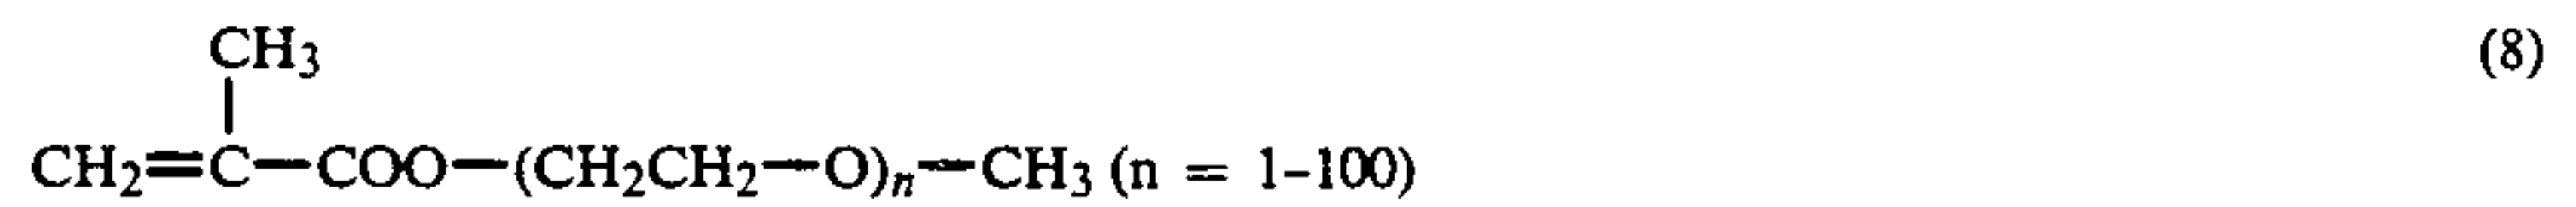 CH3 (8)
CH2=C—COO—(CH2CH2—O)n—CH3 (n = 1–100)